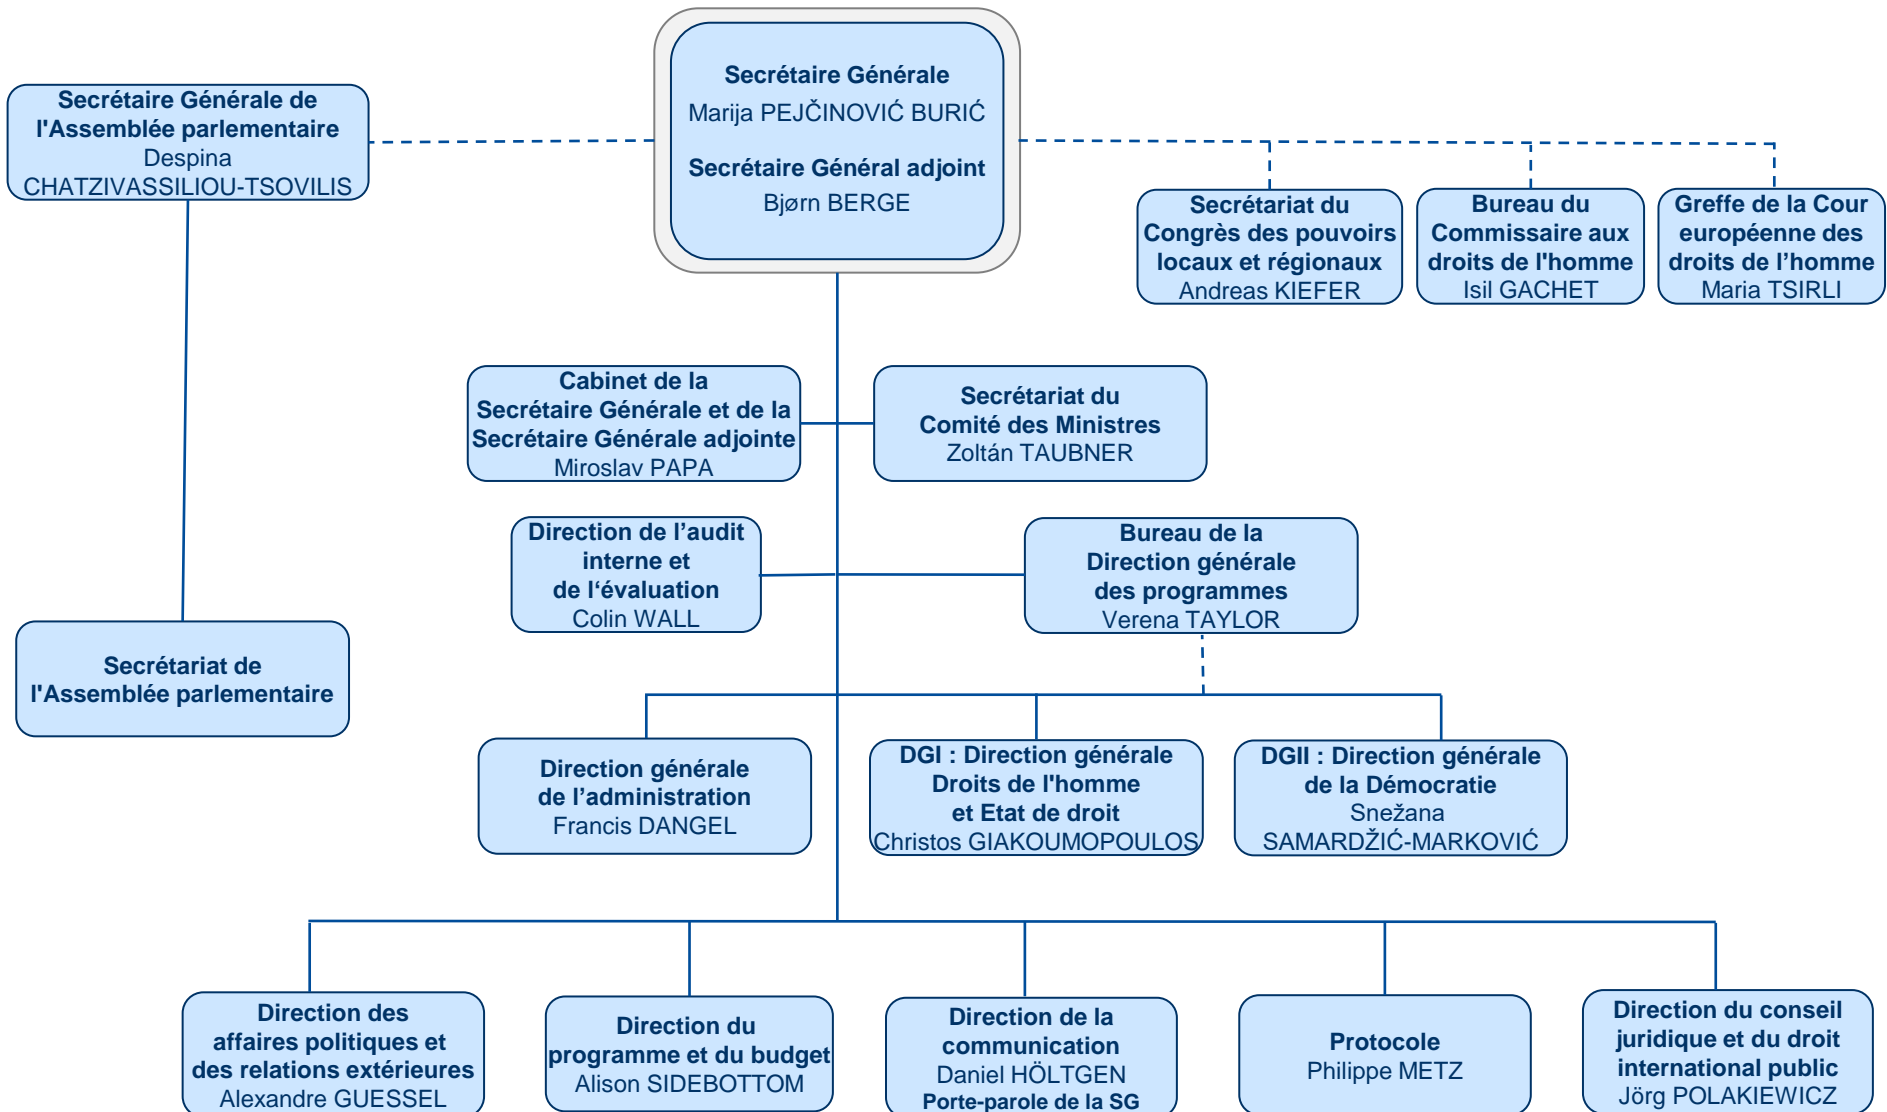 Secrétaire Générale
Marija PEJČINOVIĆ BURIĆ
Secrétaire Général adjoint
Bjørn BERGE
Secrétaire Générale de
l'Assemblée parlementaire
Despina
CHATZIVASSILIOU-TSOVILIS
Secrétariat du
Congrès des pouvoirs
locaux et régionaux
Andreas KIEFER
Bureau du
Commissaire aux
droits de l'homme
Isil GACHET
Greffe de la Cour
européenne des
droits de l’homme
Maria TSIRLI
Cabinet de la
Secrétaire Générale et de la
Secrétaire Générale adjointe
Miroslav PAPA
Secrétariat du
Comité des Ministres
Zoltán TAUBNER
Direction de l’audit
interne et
de l‘évaluation
Colin WALL
Bureau de la
Direction générale
des programmes
Verena TAYLOR
Secrétariat de
l'Assemblée parlementaire
Direction générale
de l’administration
Francis DANGEL
DGI : Direction générale
Droits de l'homme
et Etat de droit
Christos GIAKOUMOPOULOS
DGII : Direction générale
de la Démocratie
Snežana
SAMARDŽIĆ-MARKOVIĆ
Direction des
affaires politiques et
des relations extérieures
Alexandre GUESSEL
Direction du
programme et du budget
Alison SIDEBOTTOM
Direction de la
communication
Daniel HÖLTGEN
Porte-parole de la SG
Protocole
Philippe METZ
Direction du conseil
juridique et du droit
international public
Jörg POLAKIEWICZ